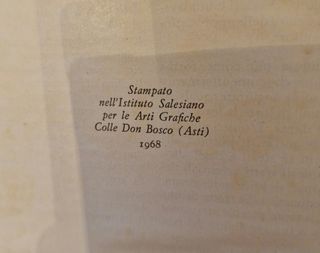 Stampato
nell'Istituto Salesiano
per le Arti Grafiche
Colle Don Bosco (Asti)
1968